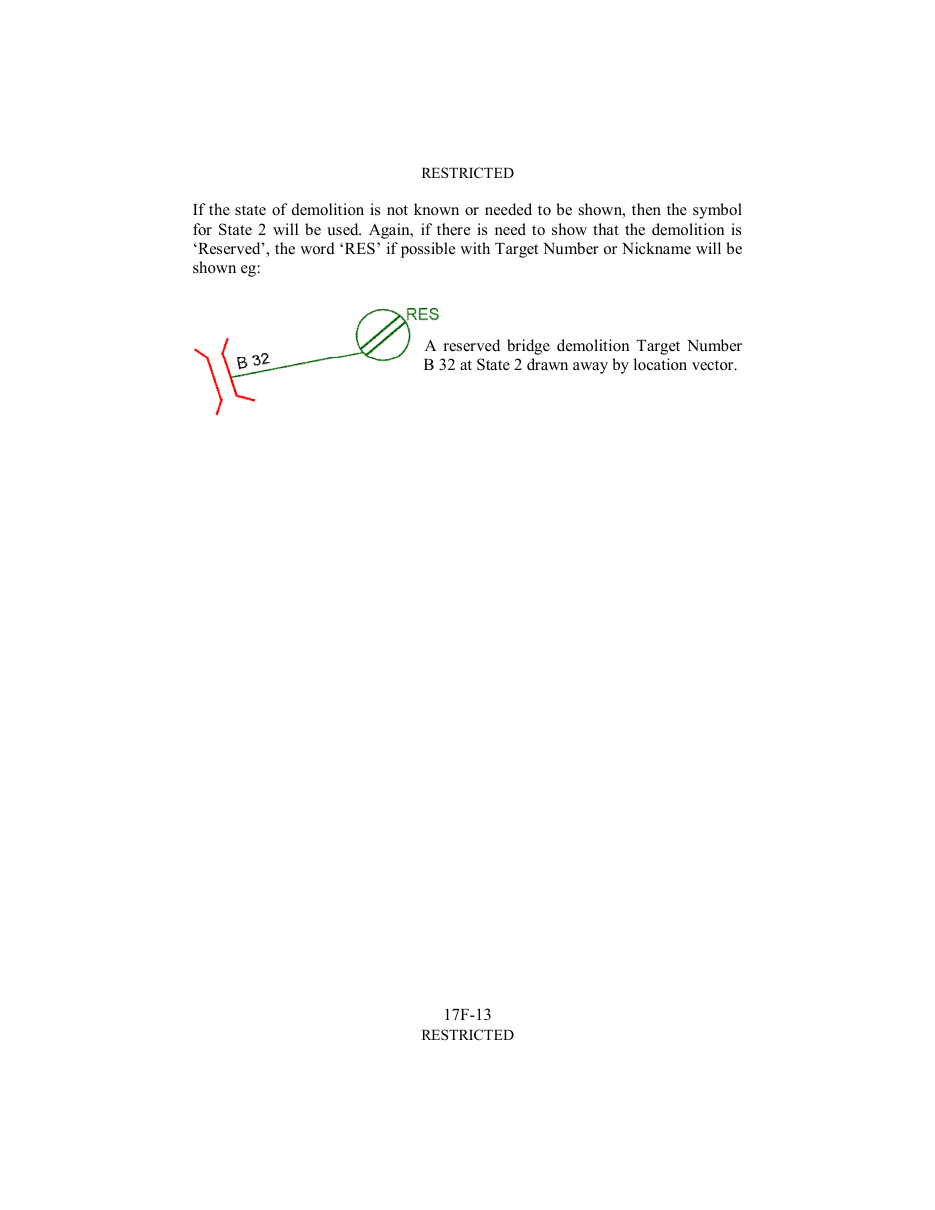 RESTRICTED
If the state of demolition is not known or needed to be shown, then the symbol
for State 2 will be used. Again, if there is need to show that the demolition is
‘Reserved’, the word ‘RES’ if possible with Target Number or Nickname will be
shown eg:
RES
B 32
A reserved bridge demolition Target Number
B 32 at State 2 drawn away by location vector.
17F-13
RESTRICTED